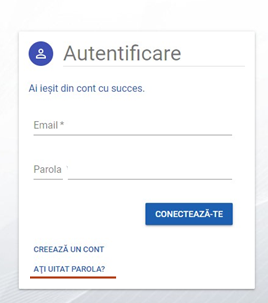 Autentificare
Ai ieșit din cont cu succes.
Email *
Parola
CONECTEAZĂ-TE
CREEAZĂ UN CONT
AȚI UITAT PAROLA?